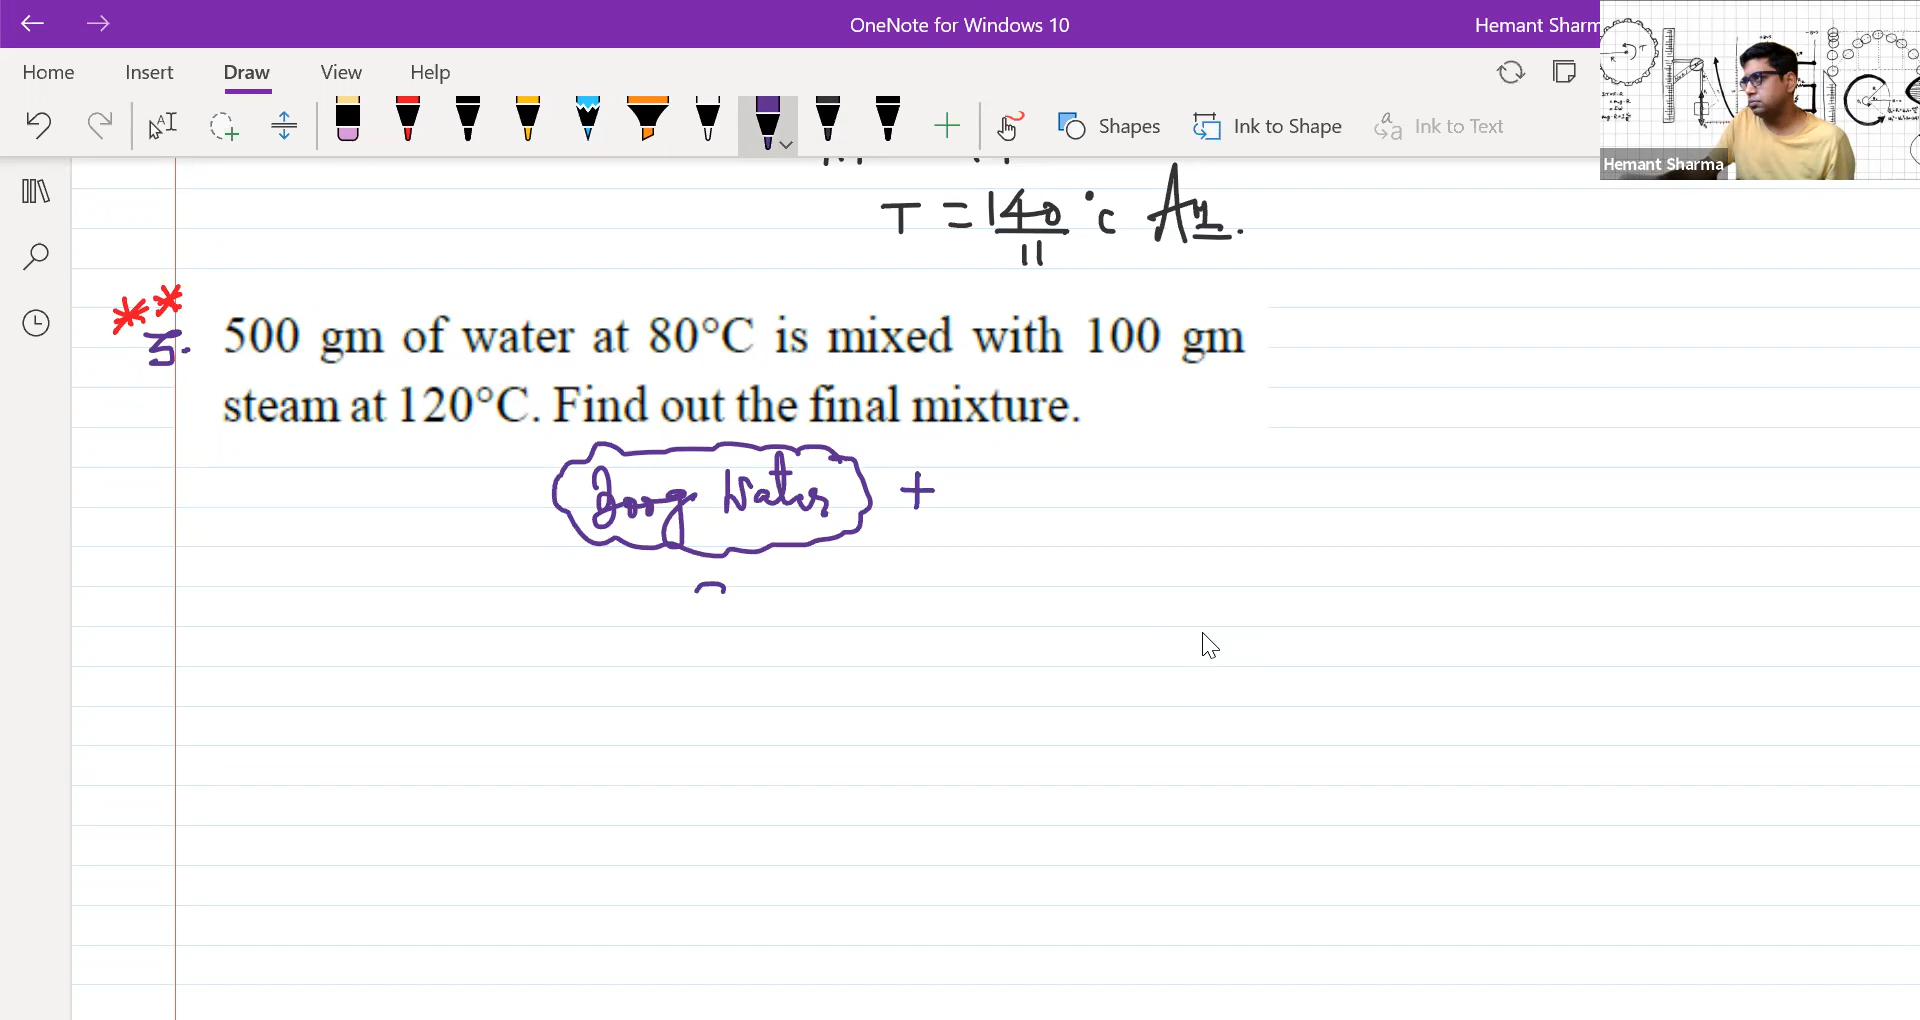 OneNote for Windows 10
Hemant Sharm
Home Insert Draw View Help
Shapes Ink to Shape Ink to Text
Hemant Sharma
T = 140/11 °C An.
5. 500 gm of water at 80°C is mixed with 100 gm
steam at 120°C. Find out the final mixture.
Water +